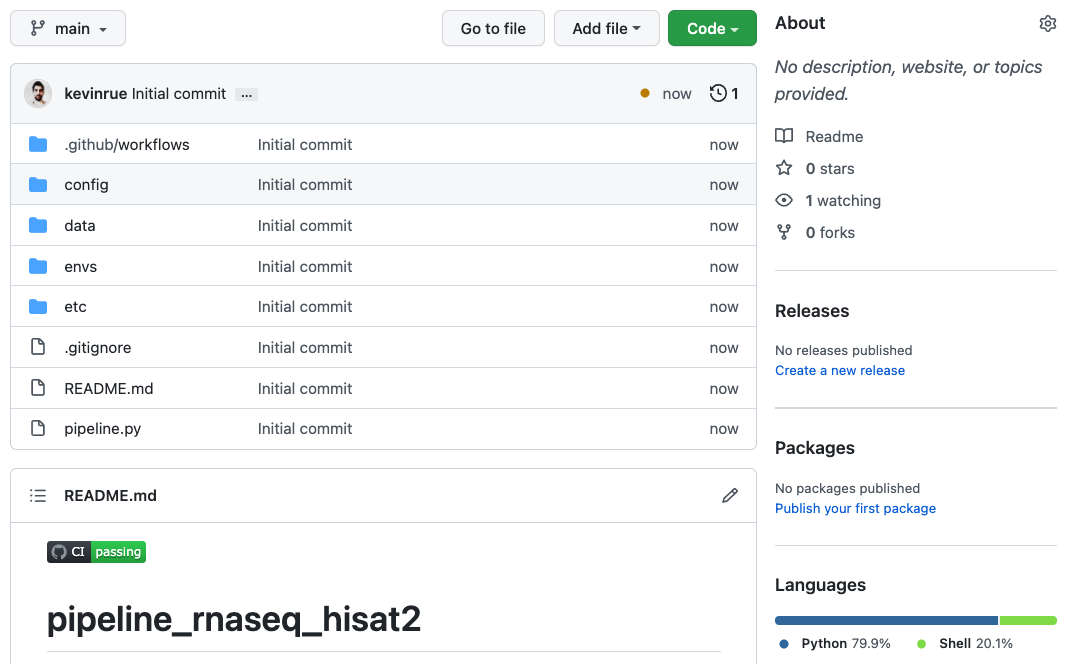 main Go to file Add file Code
kevinrue Initial commit ... now 1
.github/workflows Initial commit now
config Initial commit now
data Initial commit now
envs Initial commit now
etc Initial commit now
.gitignore Initial commit now
README.md Initial commit now
pipeline.py Initial commit now
README.md
CI passing
pipeline_rnaseq_hisat2
About
No description, website, or topics
provided.
Readme
0 stars
1 watching
0 forks
Releases
No releases published
Create a new release
Packages
No packages published
Publish your first package
Languages
Python 79.9% Shell 20.1%